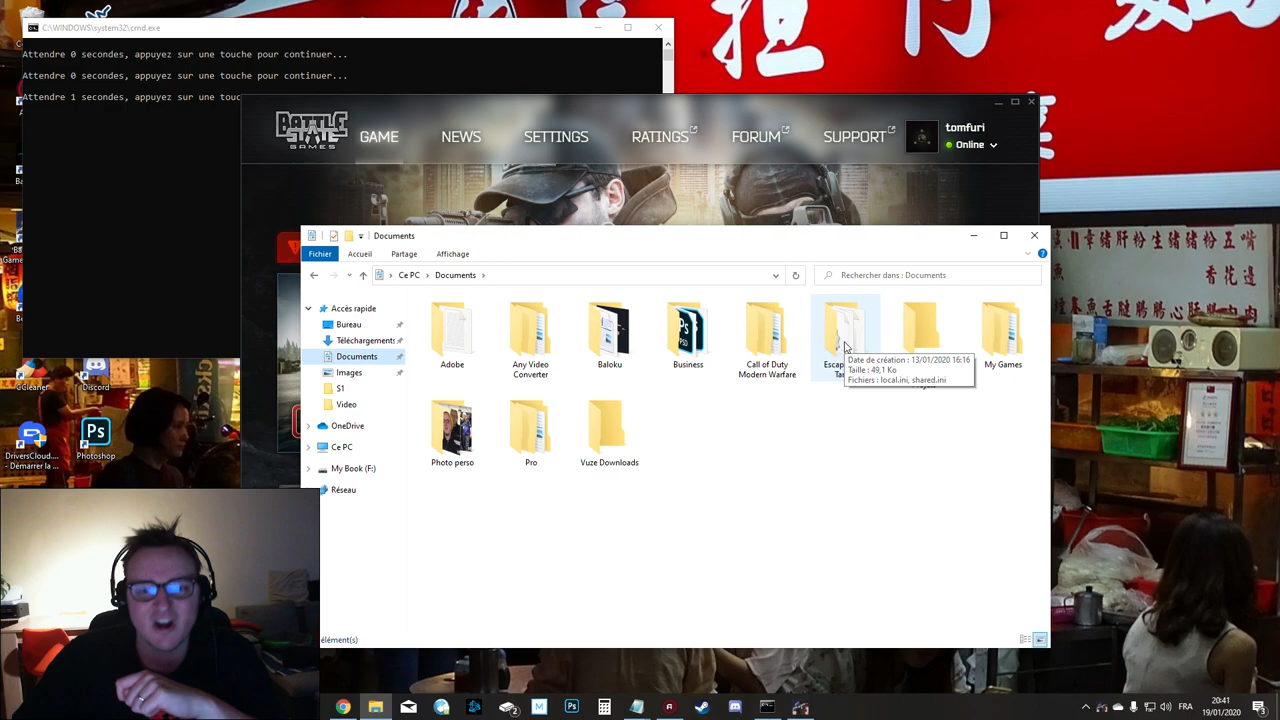 C:\WINDOWS\system32\cmd.exe
Attendre 0 secondes, appuyez sur une touche pour continuer...
Attendre 0 secondes, appuyez sur une touche pour continuer...
Attendre 1 secondes, appuyez sur une touc
BATTLE
STATE
GAMES
GAME
NEWS
SETTINGS
RATINGS
FORUM
SUPPORT
tomfuri
Online
Documents
Fichier
Accueil
Partage
Affichage
Ce PC
Documents
Rechercher dans : Documents
Accès rapide
Bureau
Téléchargements
Documents
Images
S1
Video
OneDrive
Ce PC
My Book (F:)
Réseau
Adobe
Any Video
Converter
Baloku
Business
Call of Duty
Modern Warfare
My Games
Date de création : 13/01/2020 16:16
Taille : 49,1 Ko
Fichiers : local.ini, shared.ini
Photo perso
Pro
Vuze Downloads
élément(s)
CCleaner
Discord
DriversCloud....
- Démarrer la ...
Photoshop
FRA
20:41
19/01/2020